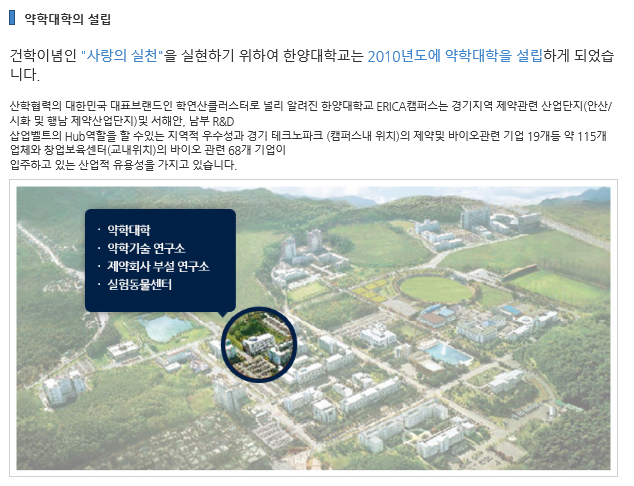 약학대학의 설립
건학이념인 "사랑의 실천"을 실현하기 위하여 한양대학교는 2010년도에 약학대학을 설립하게 되었습
니다.
산학협력의 대한민국 대표브랜드인 학연산클러스터로 널리 알려진 한양대학교 ERICA캠퍼스는 경기지역 제약관련 산업단지(안산/
시화 및 행남 제약산업단지)및 서해안, 남부 R&D
산업벨트의 Hub역할을 할 수있는 지역적 우수성과 경기 테크노파크 (캠퍼스내 위치)의 제약및 바이오관련 기업 19개등 약 115개
업체와 창업보육센터(교내위치)의 바이오 관련 68개 기업이
입주하고 있는 산업적 유용성을 가지고 있습니다.
· 약학대학
· 약학기술 연구소
· 제약회사 부설 연구소
· 실험동물센터